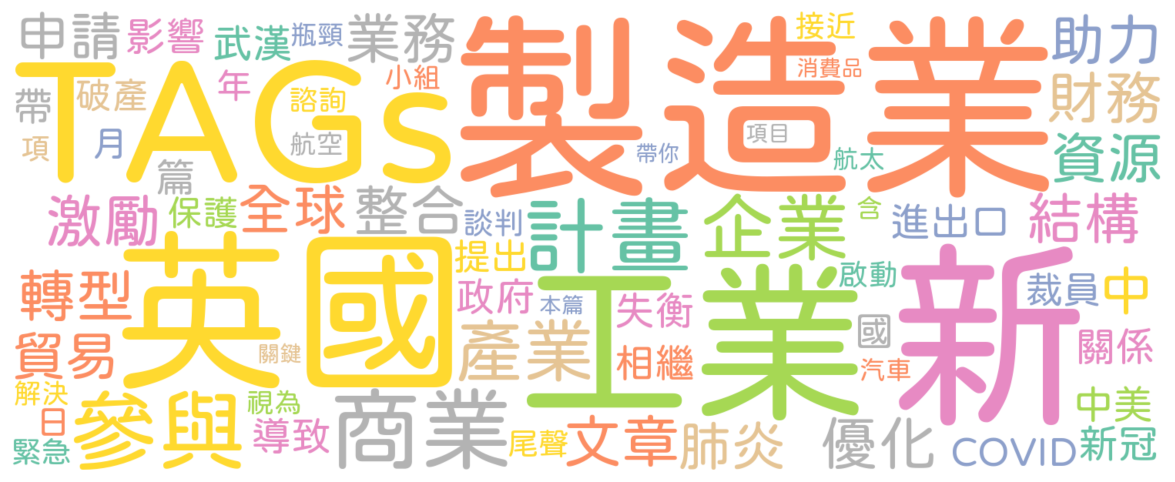 申請
影響
武漢
瓶頸
業務
製造業
接近
助力
TAGs
小組
消費品
帶
破產
年
諮詢
財務
項
月
航空
項目
篇
帶你
航太
資源
激勵
保護
全球
整合
談判
計畫
企業
含
進出口
結構
英國
提出
工業
新
轉型
政府
本篇
失衡
啟動
裁員
中
貿易
關鍵
產業
相繼
國
汽車
關係
解決
日
參與
視為
導致
商業
尾聲
文章
肺炎
優化
中美
緊急
COVID
新冠